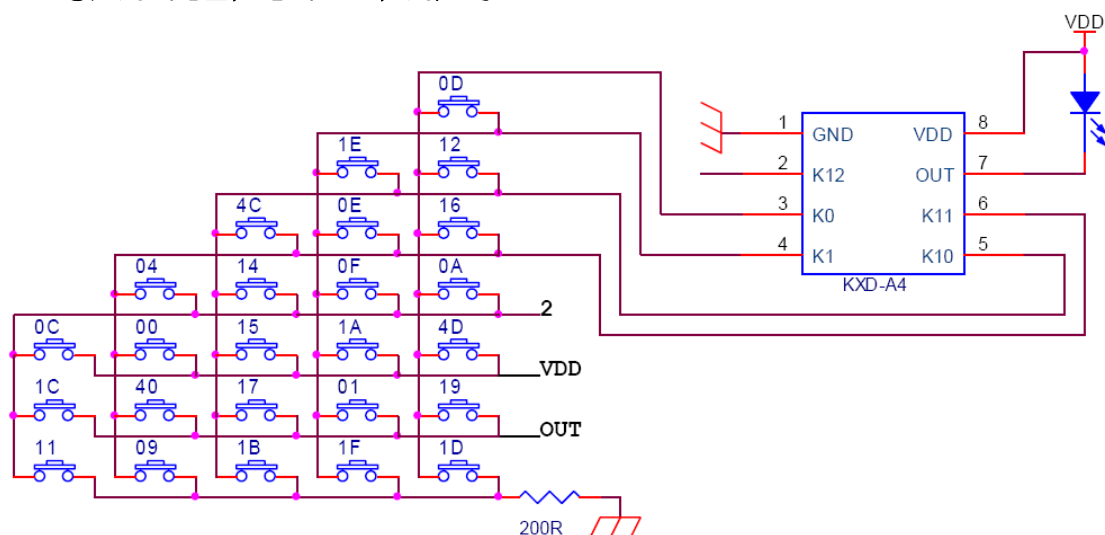 VDD
0D
1 GND VDD 8
1E 12
2 K12 OUT 7
4C 0E 16
3 K0 K11 6
4 K1 K10 5
04 14 0F 0A
KXD-A4
2
0C 00 15 1A 4D
VDD
1C 40 17 01 19
OUT
11 09 1B 1F 1D
200R